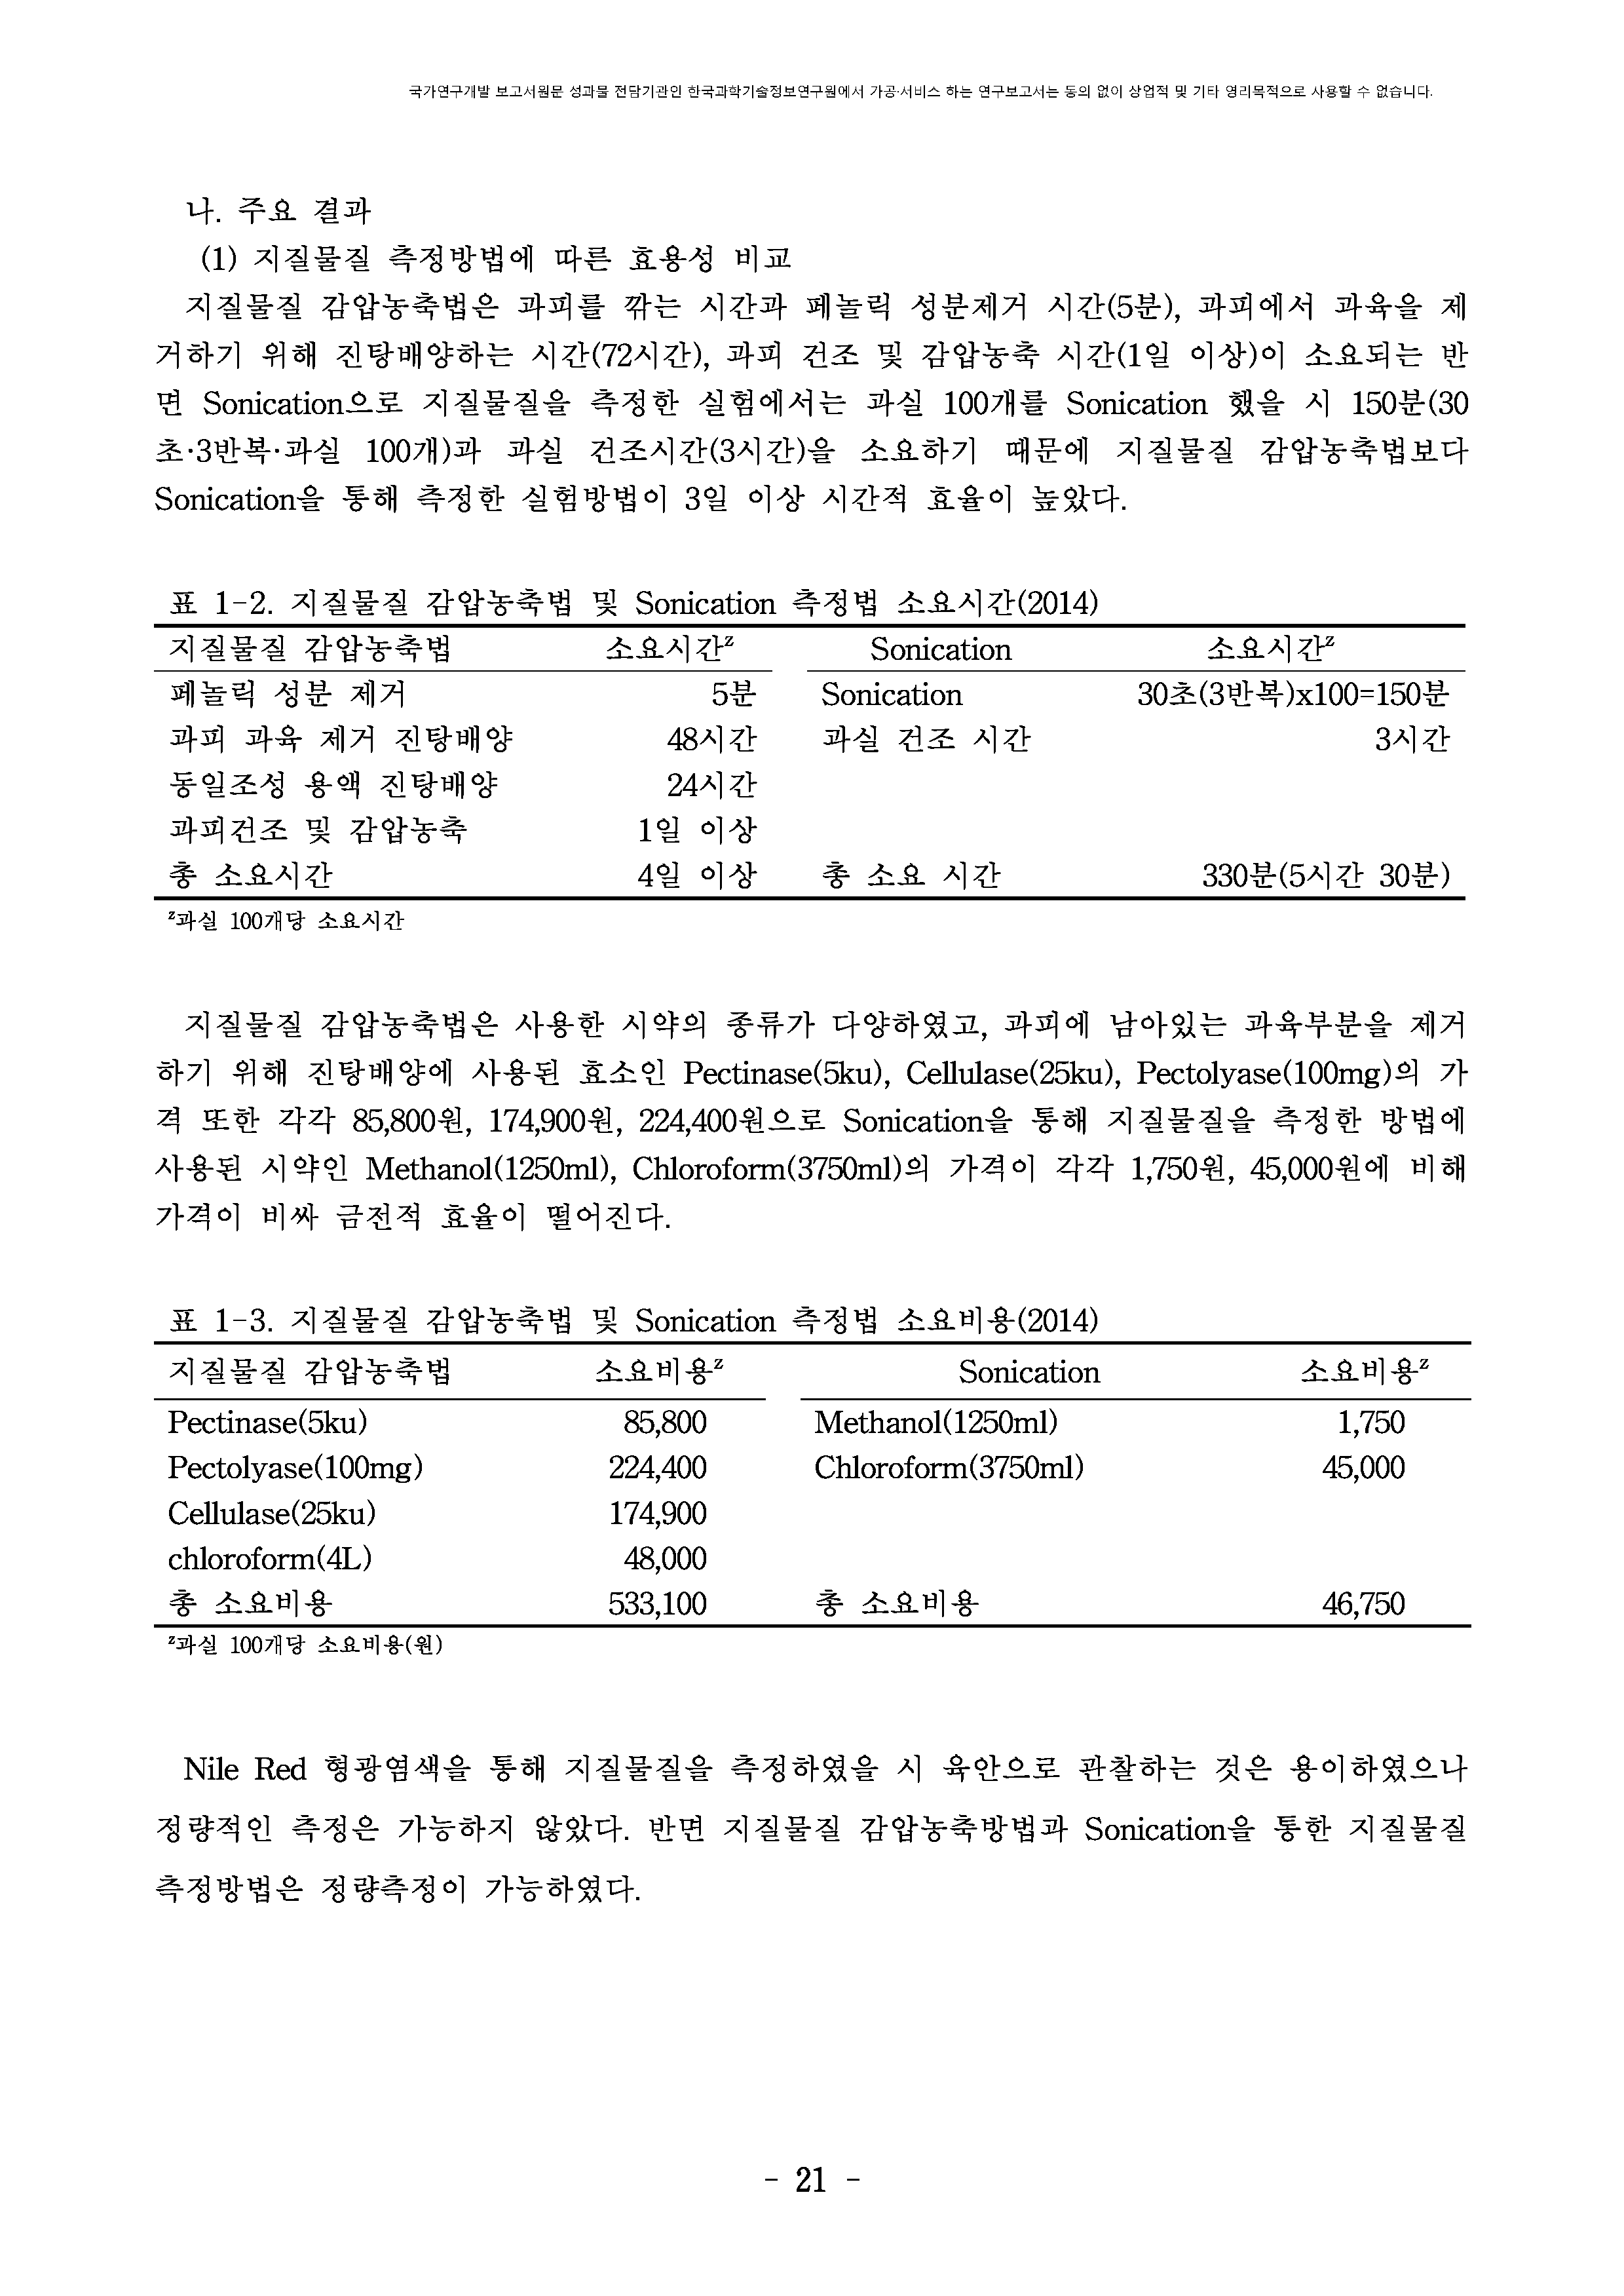 국가연구개발 보고서원문 성과물 전담기관인 한국과학기술정보연구원에서 가공·서비스 하는 연구보고서는 동의 없이 상업적 및 기타 영리목적으로 사용할 수 없습니다.
나. 주요 결과
(1) 지질물질 측정방법에 따른 효용성 비교
지질물질 감압농축법은 과피를 깎는 시간과 페놀릭 성분제거 시간(5분), 과피에서 과육을 제
거하기 위해 진탕배양하는 시간(72시간), 과피 건조 및 감압농축 시간(1일 이상)이 소요되는 반
면 Sonication으로 지질물질을 측정한 실험에서는 과실 100개를 Sonication 했을 시 150분(30
초·3반복·과실 100개)과 과실 건조시간(3시간)을 소요하기 때문에 지질물질 감압농축법보다
Sonication을 통해 측정한 실험방법이 3일 이상 시간적 효율이 높았다.
표 1-2. 지질물질 감압농축법 및 Sonication 측정법 소요시간(2014)
지질물질 감압농축법 소요시간ᶻ Sonication 소요시간ᶻ
페놀릭 성분 제거 5분 Sonication 30초(3반복)x100=150분
과피 과육 제거 진탕배양 48시간 과실 건조 시간 3시간
동일조성 용액 진탕배양 24시간
과피건조 및 감압농축 1일 이상
총 소요시간 4일 이상 총 소요 시간 330분(5시간 30분)
ᶻ과실 100개당 소요시간
지질물질 감압농축법은 사용한 시약의 종류가 다양하였고, 과피에 남아있는 과육부분을 제거
하기 위해 진탕배양에 사용된 효소인 Pectinase(5ku), Cellulase(25ku), Pectolyase(100mg)의 가
격 또한 각각 85,800원, 174,900원, 224,400원으로 Sonication을 통해 지질물질을 측정한 방법에
사용된 시약인 Methanol(1250ml), Chloroform(3750ml)의 가격이 각각 1,750원, 45,000원에 비해
가격이 비싸 금전적 효율이 떨어진다.
표 1-3. 지질물질 감압농축법 및 Sonication 측정법 소요비용(2014)
지질물질 감압농축법 소요비용ᶻ Sonication 소요비용ᶻ
Pectinase(5ku) 85,800 Methanol(1250ml) 1,750
Pectolyase(100mg) 224,400 Chloroform(3750ml) 45,000
Cellulase(25ku) 174,900
chloroform(4L) 48,000
총 소요비용 533,100 총 소요비용 46,750
ᶻ과실 100개당 소요비용(원)
Nile Red 형광염색을 통해 지질물질을 측정하였을 시 육안으로 관찰하는 것은 용이하였으나
정량적인 측정은 가능하지 않았다. 반면 지질물질 감압농축방법과 Sonication을 통한 지질물질
측정방법은 정량측정이 가능하였다.
- 21 -